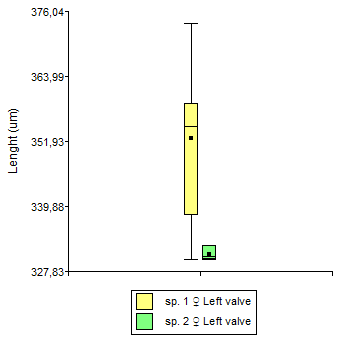 376,04
363,99
351,93
339,88
327,83
Lenght (um)
sp. 1 ♀ Left valve
sp. 2 ♀ Left valve